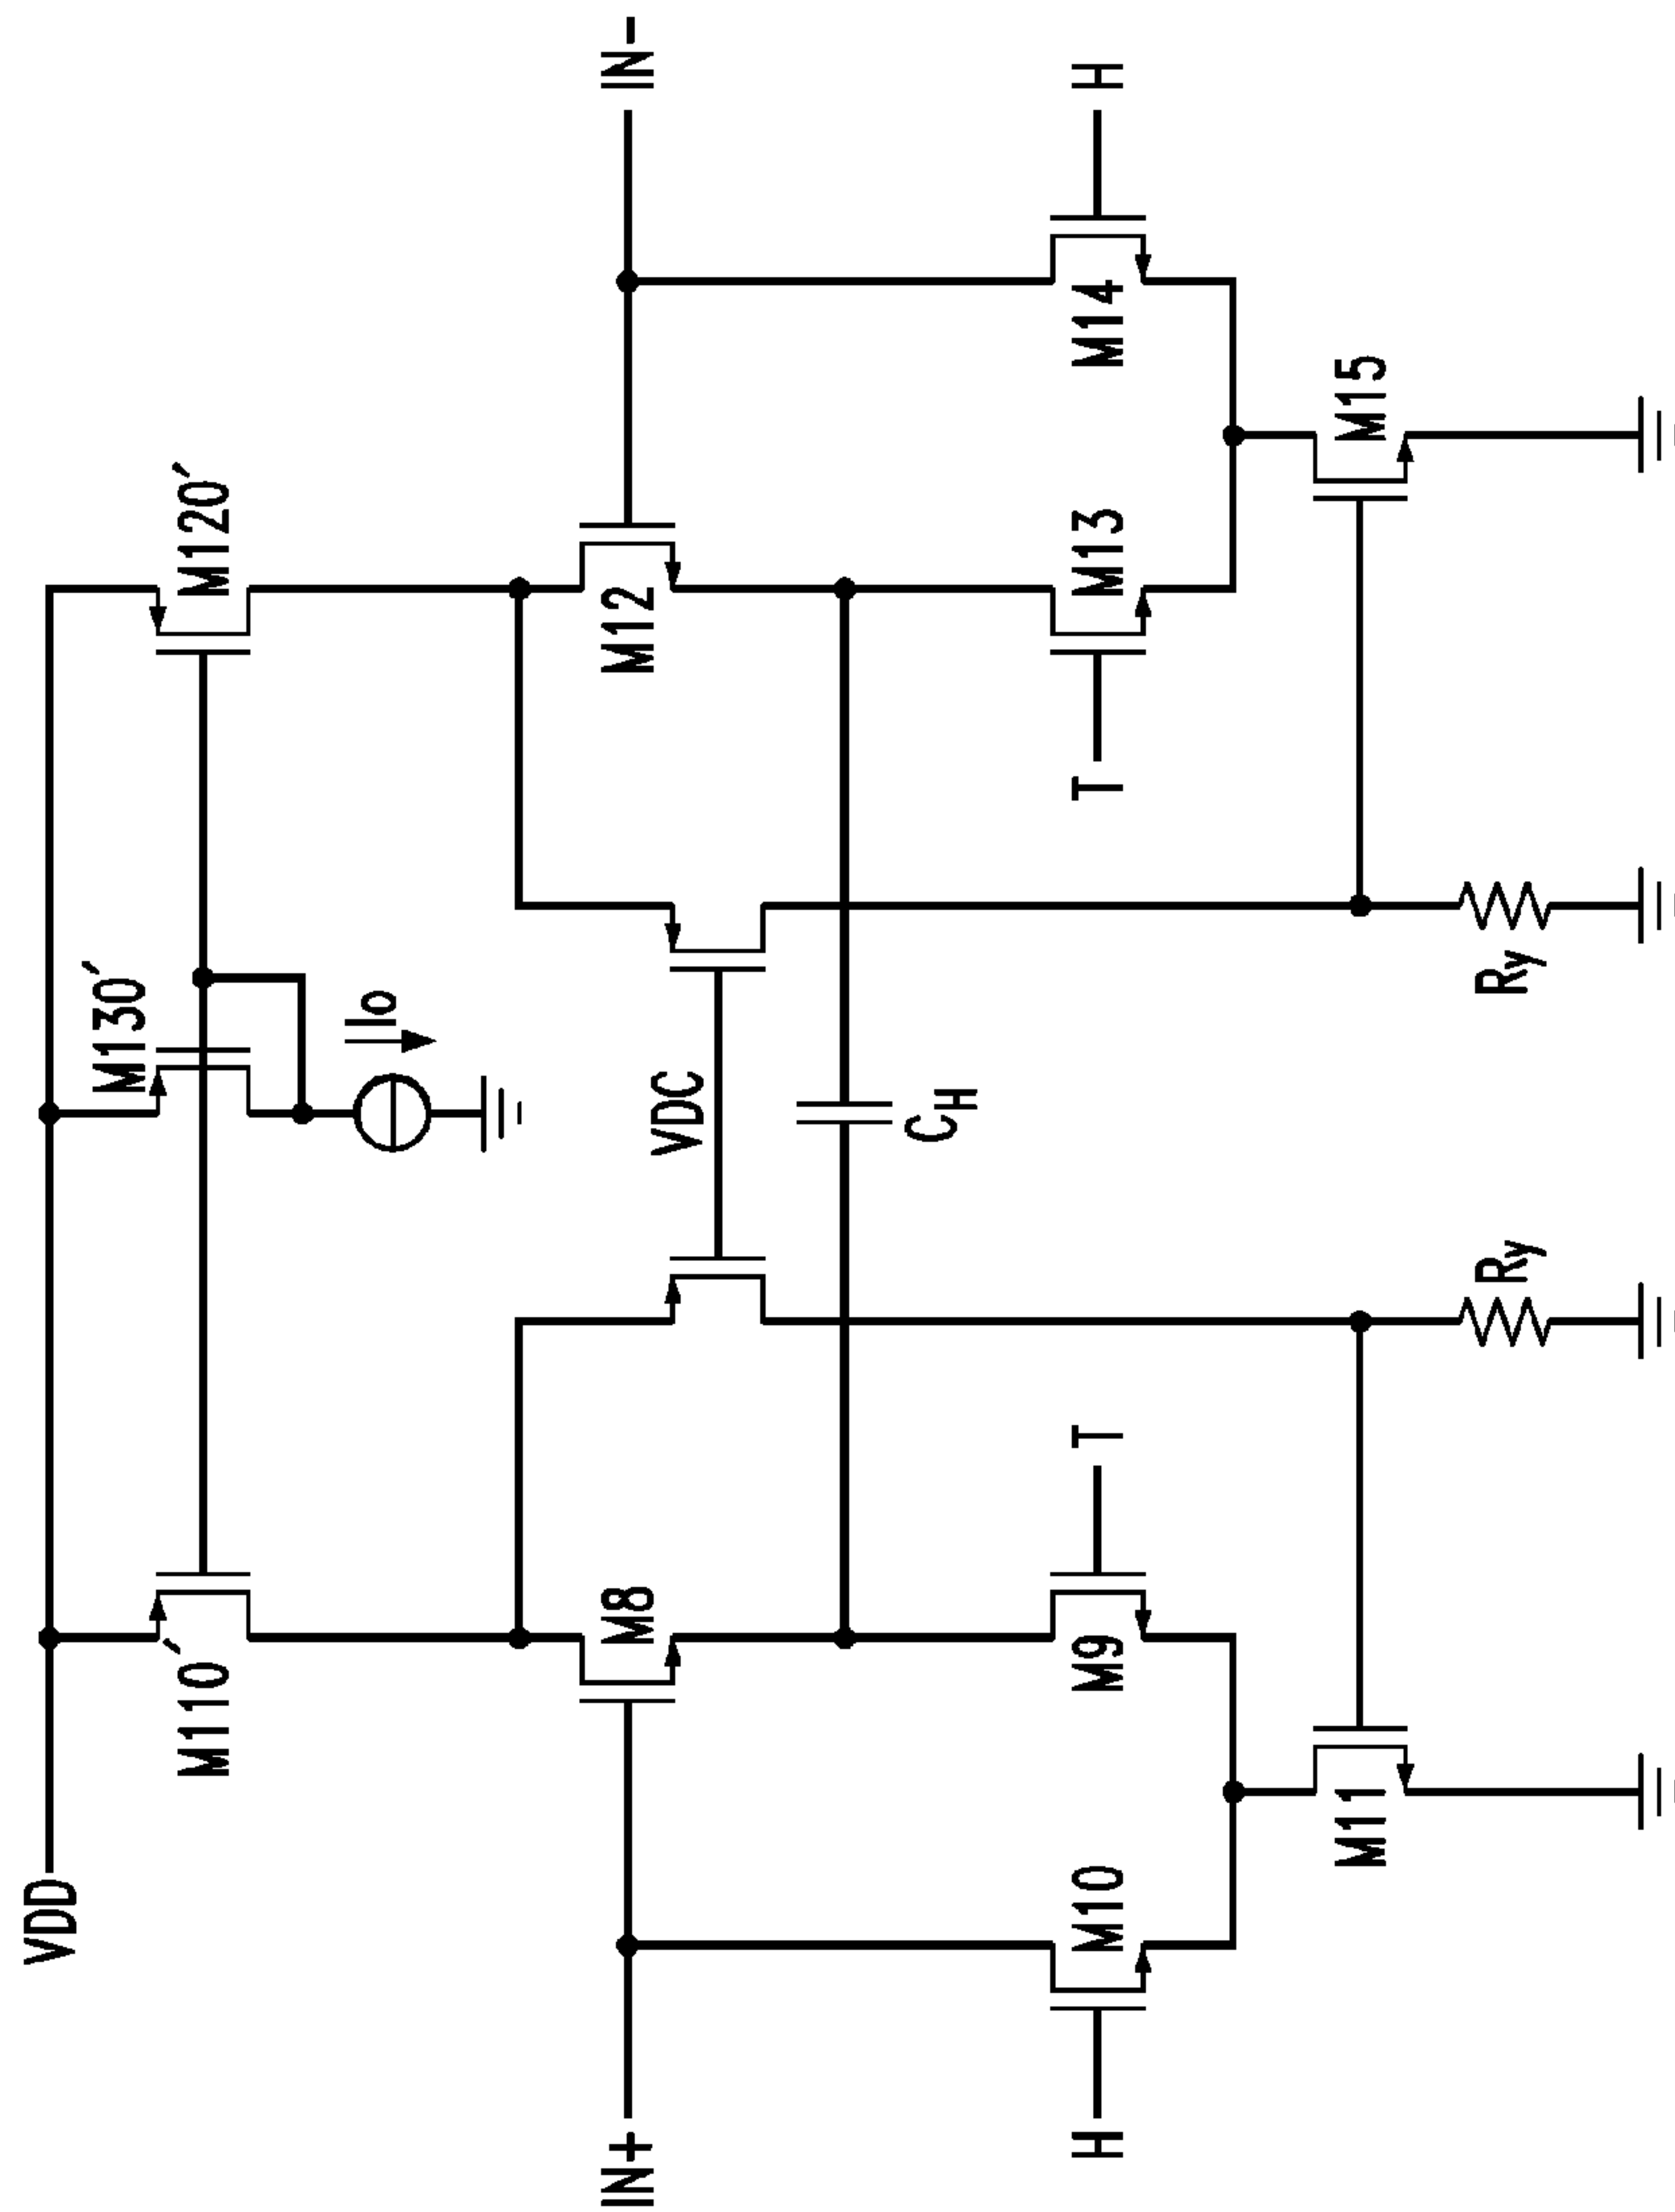 VDD
M110´
M130´
M120´
Io
IN+
M8
VDC
M12
IN-
CH
H
M10
M9
T
T
M13
M14
H
M11
Ry
Ry
M15